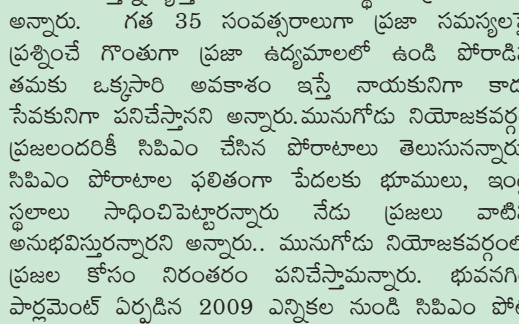 అన్నారు. గత 35 సంవత్సరాలుగా ప్రజా సమస్యలపై
ప్రశ్నించే గొంతుగా ప్రజా ఉద్యమాలలో ఉండి పోరాడిన
తమకు ఒక్కసారి అవకాశం ఇస్తే నాయకునిగా కాదు
సేవకునిగా పనిచేస్తానని అన్నారు.మునుగోడు నియోజకవర్గ
ప్రజలందరికీ సిపిఎం చేసిన పోరాటాలు తెలుసునన్నారు
సిపిఎం పోరాటాల ఫలితంగా పేదలకు భూములు, ఇండ్ల
స్థలాలు సాధించిపెట్టారన్నారు నేడు ప్రజలు వాటిని
అనుభవిస్తురన్నారని అన్నారు.. మునుగోడు నియోజకవర్గంలో
ప్రజల కోసం నిరంతరం పనిచేస్తామన్నారు. భువనగిరి
పార్లమెంట్ ఏర్పడిన 2009 ఎన్నికల నుండి సిపిఎం